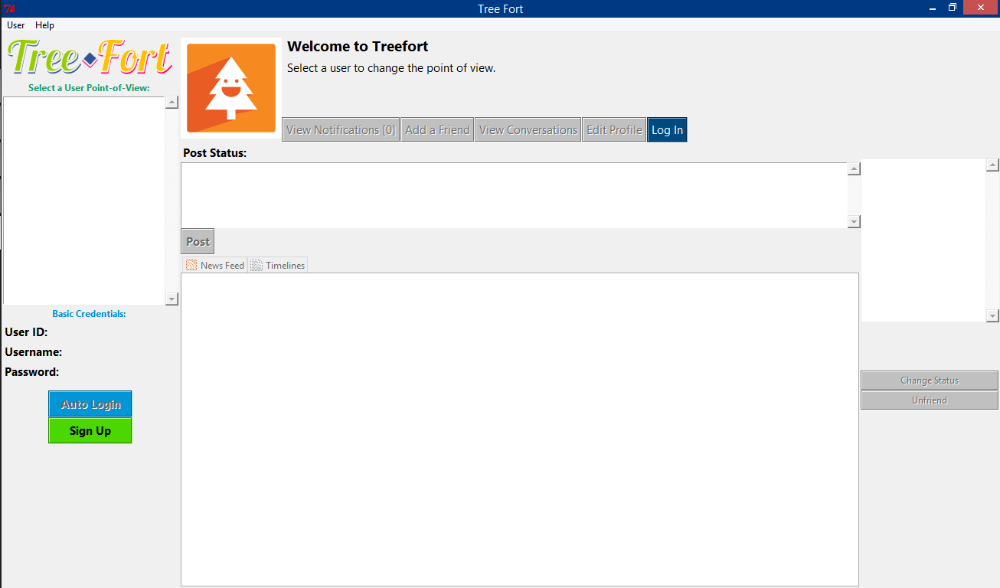 Tree Fort
User Help
Tree Fort
Select a User Point-of-View:
Welcome to Treefort
Select a user to change the point of view.
View Notifications [0] Add a Friend View Conversations Edit Profile Log In
Post Status:
Post
News Feed Timelines
Basic Credentials:
User ID:
Username:
Password:
Auto Login
Sign Up
Change Status
Unfriend